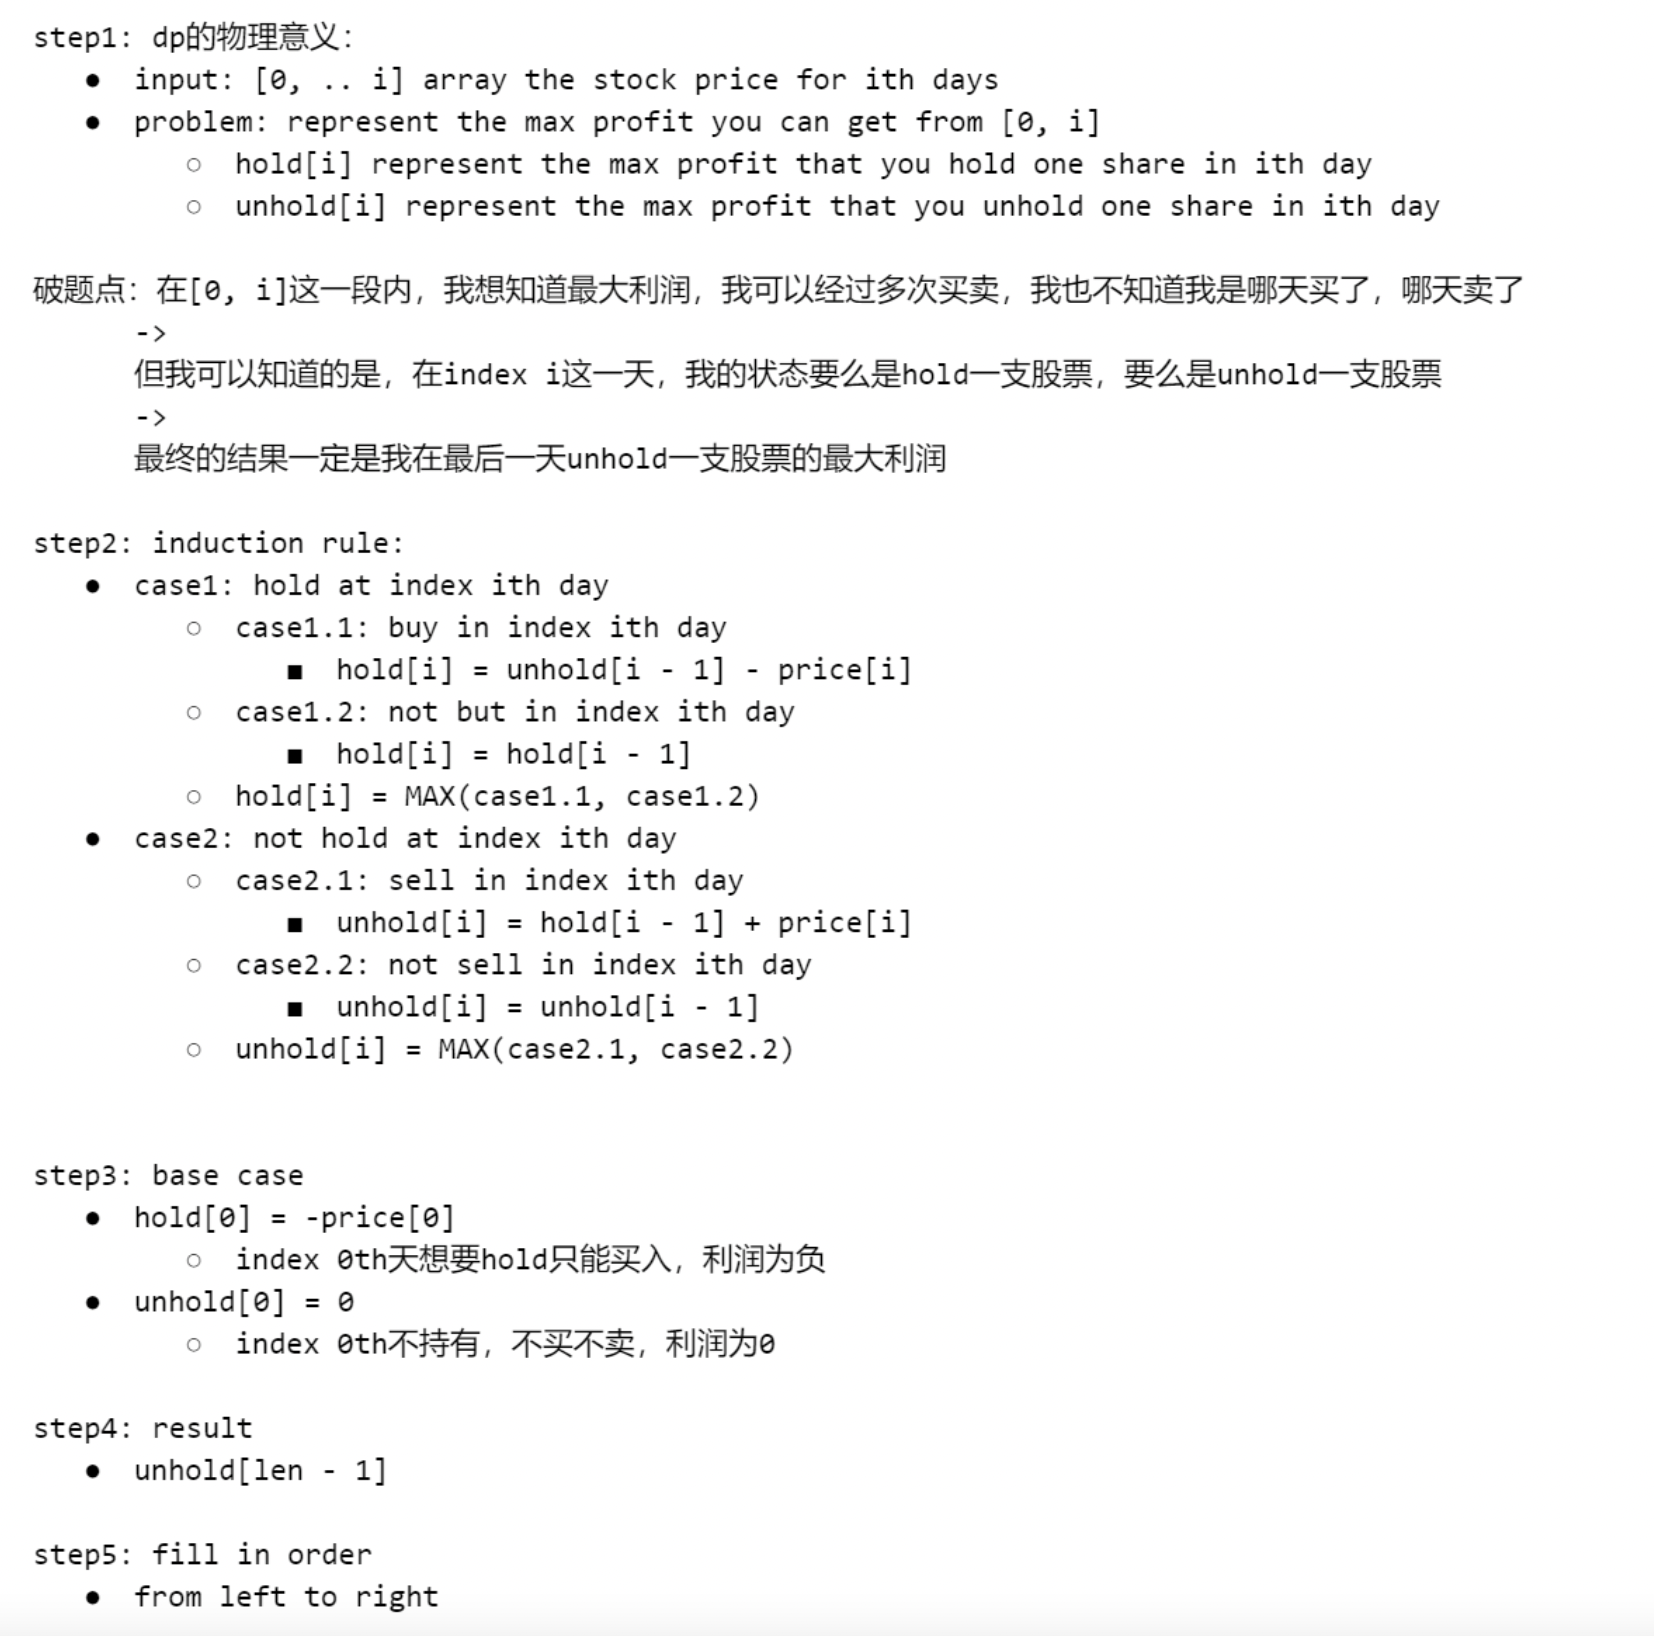 step1: dp的物理意义:
● input: [0, .. i] array the stock price for ith days
● problem: represent the max profit you can get from [0, i]
○ hold[i] represent the max profit that you hold one share in ith day
○ unhold[i] represent the max profit that you unhold one share in ith day
破题点: 在[0, i]这一段内, 我想知道最大利润, 我可以经过多次买卖, 我也不知道我是哪天买了, 哪天卖了
->
但我可以知道的是, 在index i这一天, 我的状态要么是hold一支股票, 要么是unhold一支股票
->
最终的结果一定是我在最后一天unhold一支股票的最大利润
step2: induction rule:
● case1: hold at index ith day
○ case1.1: buy in index ith day
■ hold[i] = unhold[i - 1] - price[i]
○ case1.2: not but in index ith day
■ hold[i] = hold[i - 1]
○ hold[i] = MAX(case1.1, case1.2)
● case2: not hold at index ith day
○ case2.1: sell in index ith day
■ unhold[i] = hold[i - 1] + price[i]
○ case2.2: not sell in index ith day
■ unhold[i] = unhold[i - 1]
○ unhold[i] = MAX(case2.1, case2.2)
step3: base case
● hold[0] = -price[0]
○ index 0th天想要hold只能买入, 利润为负
● unhold[0] = 0
○ index 0th不持有, 不买不卖, 利润为0
step4: result
● unhold[len - 1]
step5: fill in order
● from left to right